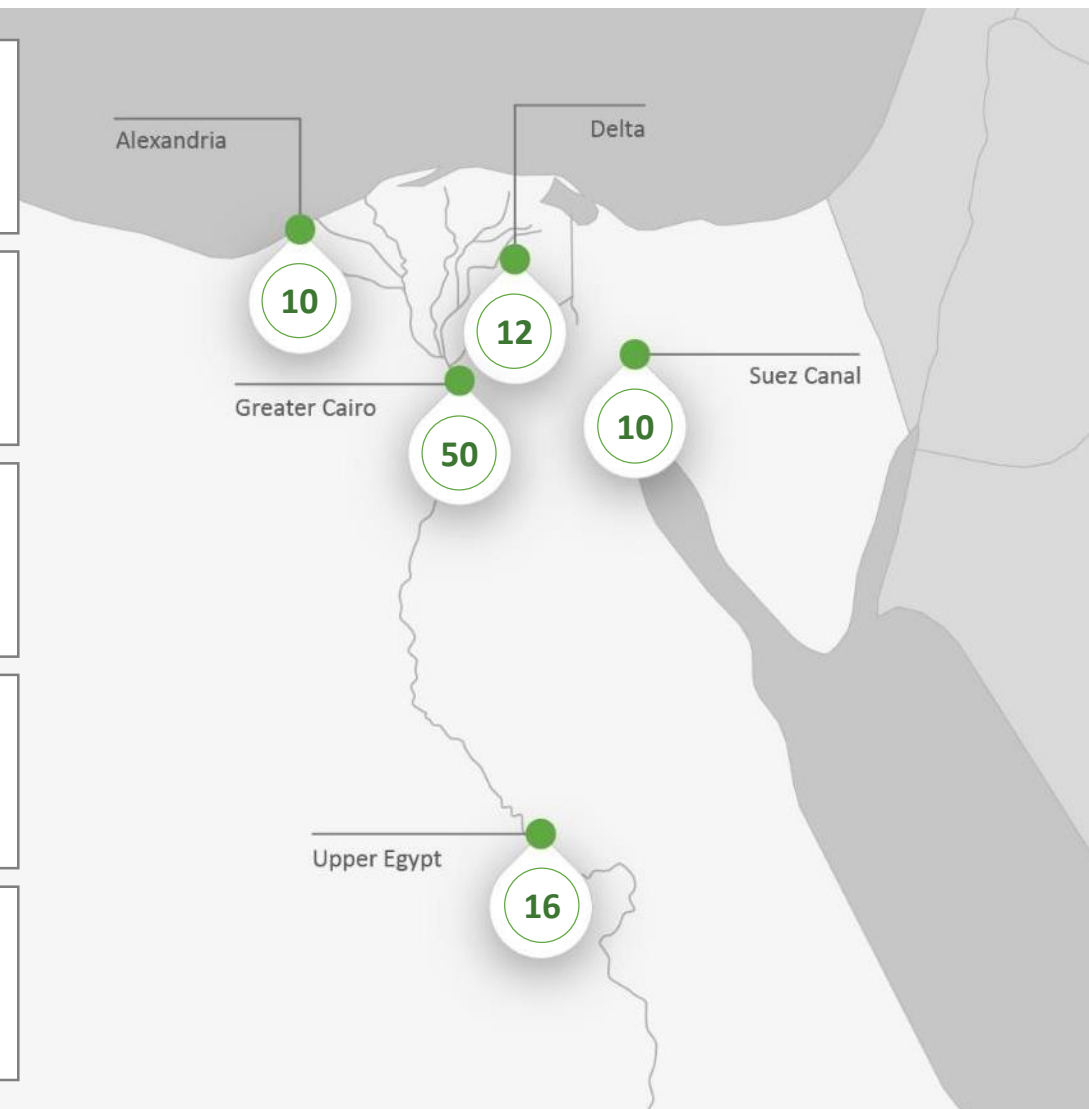 Delta
Alexandria
10
12
Suez Canal
Greater Cairo
10
50
Upper Egypt
16